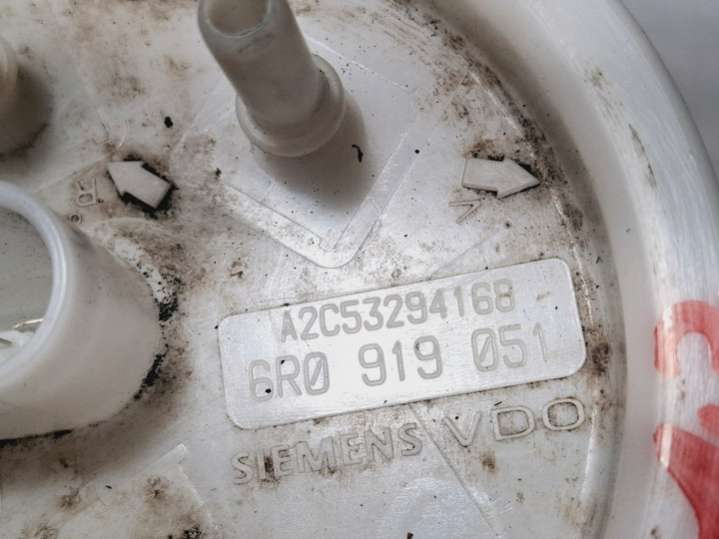 R
V
A2C53294168
6R0 919 051
SIEMENS VDO